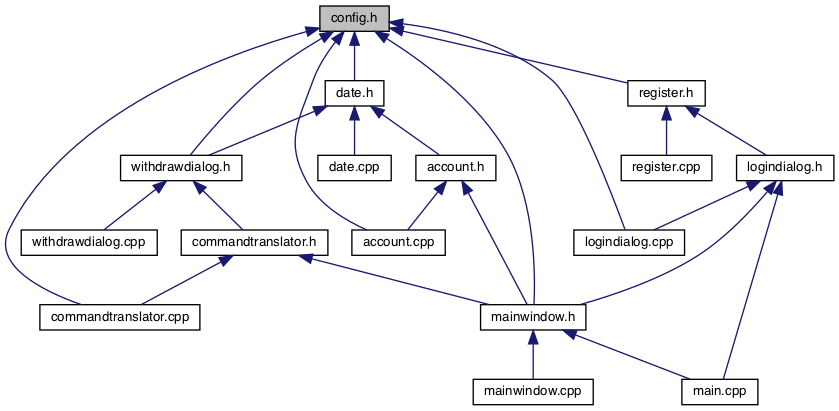 config.h
date.h
register.h
withdrawdialog.h
date.cpp
account.h
register.cpp
logindialog.h
withdrawdialog.cpp
commandtranslator.h
account.cpp
logindialog.cpp
commandtranslator.cpp
mainwindow.h
mainwindow.cpp
main.cpp